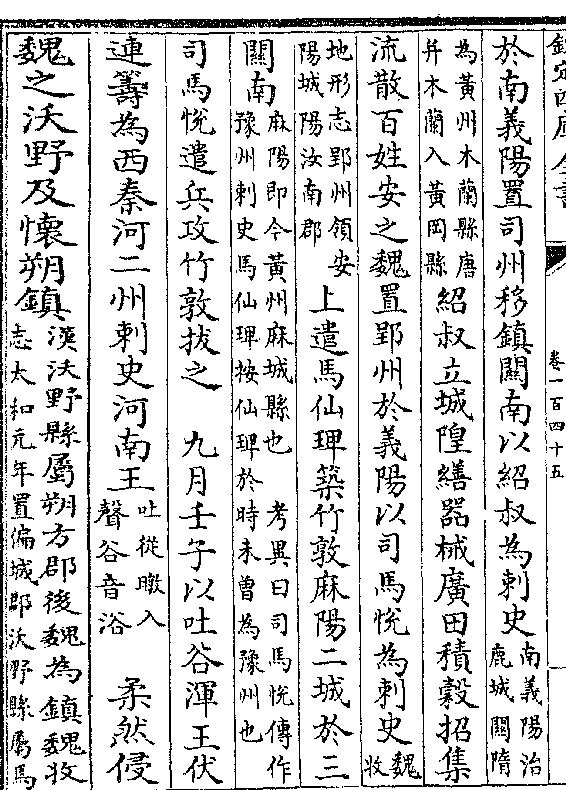 欽定四庫全書
卷一百四十五
於南義陽置司州移鎮關南以紹叔為刺史南義陽治鹿城關隋
為黃州木蘭縣唐并木蘭入黃岡縣紹叔立城隍繕器械廣田積穀招集
流散百姓安之魏置郢州於義陽以司馬悅為刺史魏收
地形志郢州領安陽城陽汝南郡上遣馬仙琕築竹敦麻陽二城於三
關南麻陽即今黃州麻城縣也 考異曰司馬悅傳作豫州刺史馬仙琕按仙琕於時未曾為豫州也
司馬悅遣兵攻竹敦拔之 九月壬子以吐谷渾王伏
連籌為西秦河二州刺史河南王吐從暾入聲谷音浴 柔然侵
魏之沃野及懷朔鎮漢沃野縣屬朔方郡後魏為鎮魏收志太和元年置偏城郡沃野縣屬焉